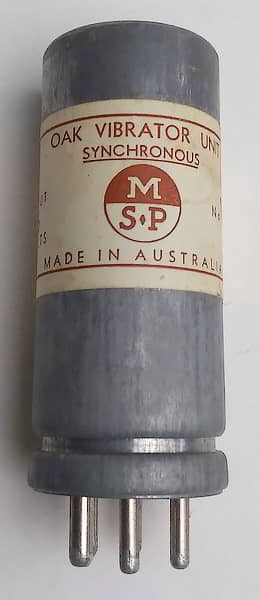 OAK VIBRATOR UNIT
SYNCHRONOUS
M
S·P
MADE IN AUSTRALIA